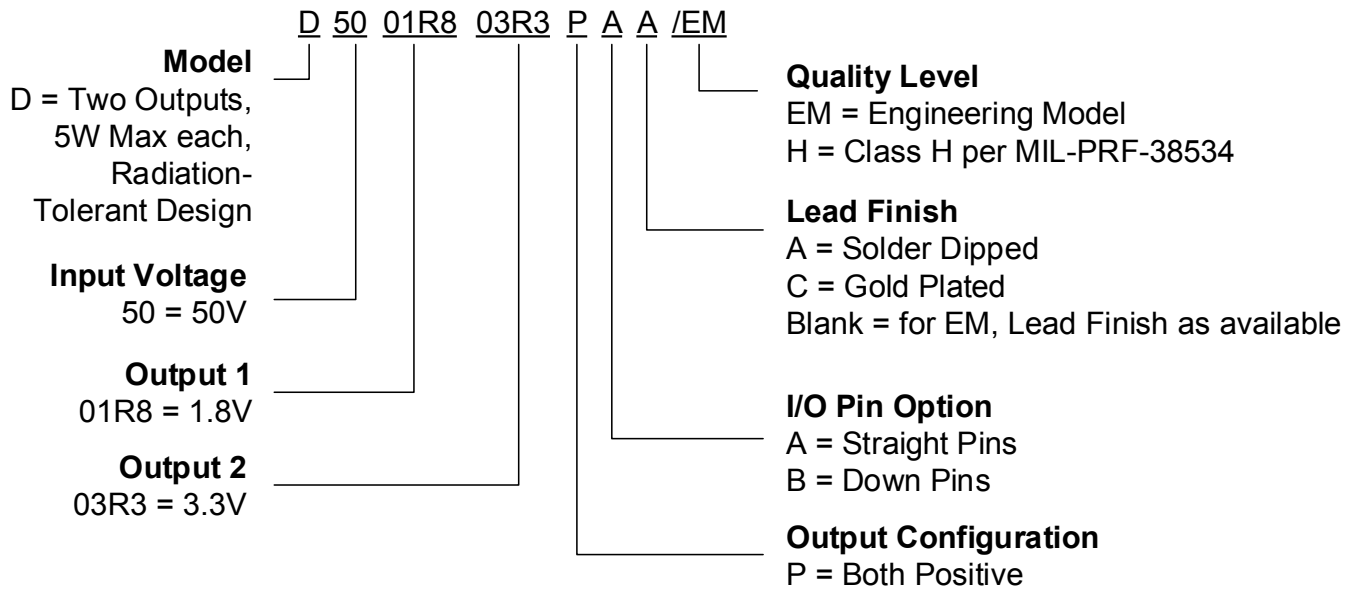 D 50 01R8 03R3 P A A /EM
Model
D = Two Outputs,
5W Max each,
Radiation-
Tolerant Design
Input Voltage
50 = 50V
Output 1
01R8 = 1.8V
Output 2
03R3 = 3.3V
Quality Level
EM = Engineering Model
H = Class H per MIL-PRF-38534
Lead Finish
A = Solder Dipped
C = Gold Plated
Blank = for EM, Lead Finish as available
I/O Pin Option
A = Straight Pins
B = Down Pins
Output Configuration
P = Both Positive